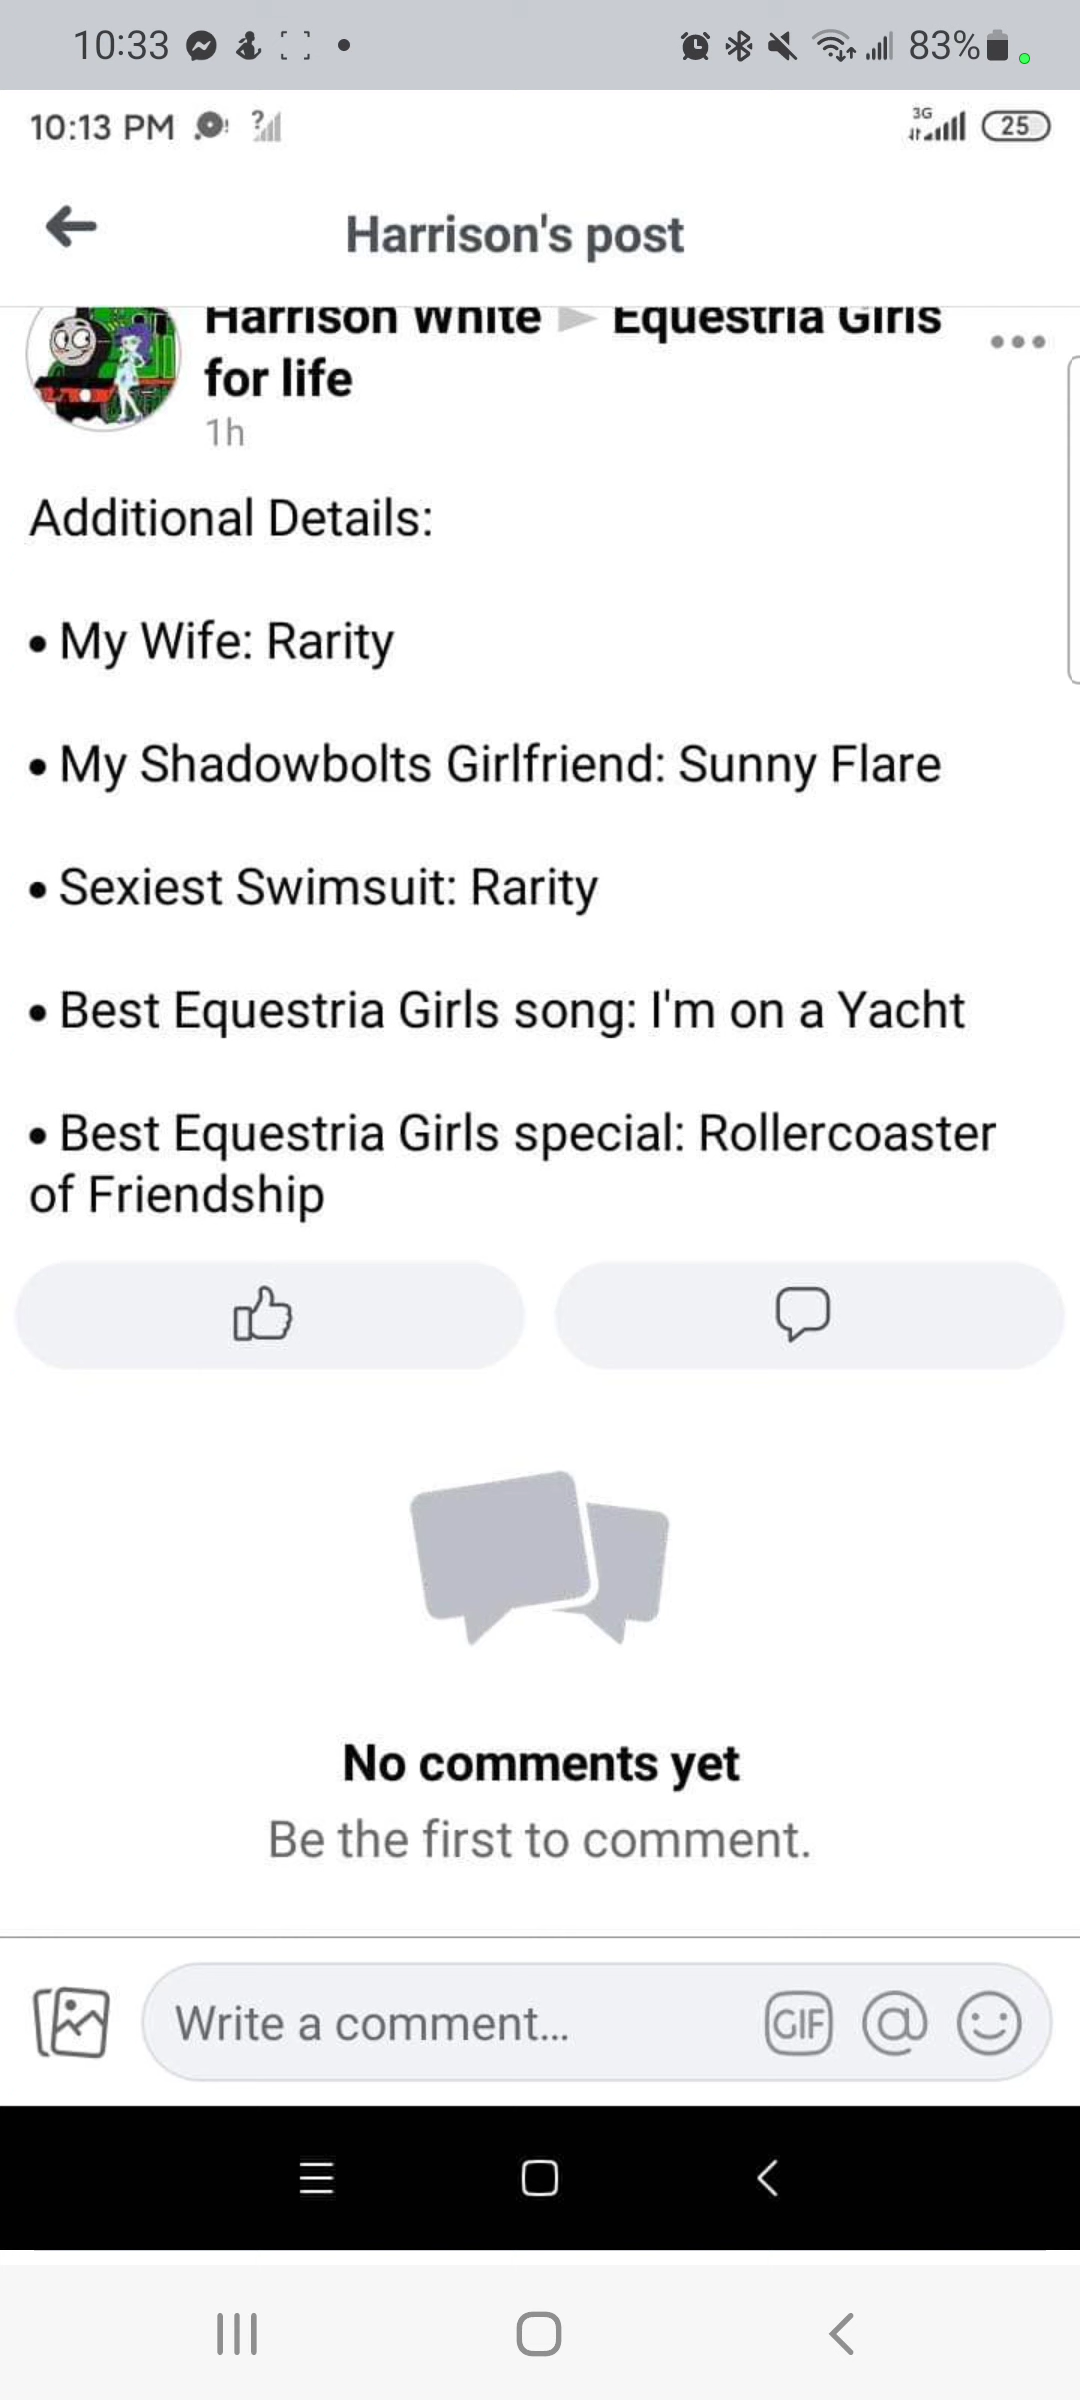 10:33
83%
10:13 PM
?
3G
25
Harrison's post
Harrison White ▶ Equestria Girls
for life
1h
Additional Details:
• My Wife: Rarity
• My Shadowbolts Girlfriend: Sunny Flare
• Sexiest Swimsuit: Rarity
• Best Equestria Girls song: I'm on a Yacht
• Best Equestria Girls special: Rollercoaster
of Friendship
No comments yet
Be the first to comment.
Write a comment...
GIF
@